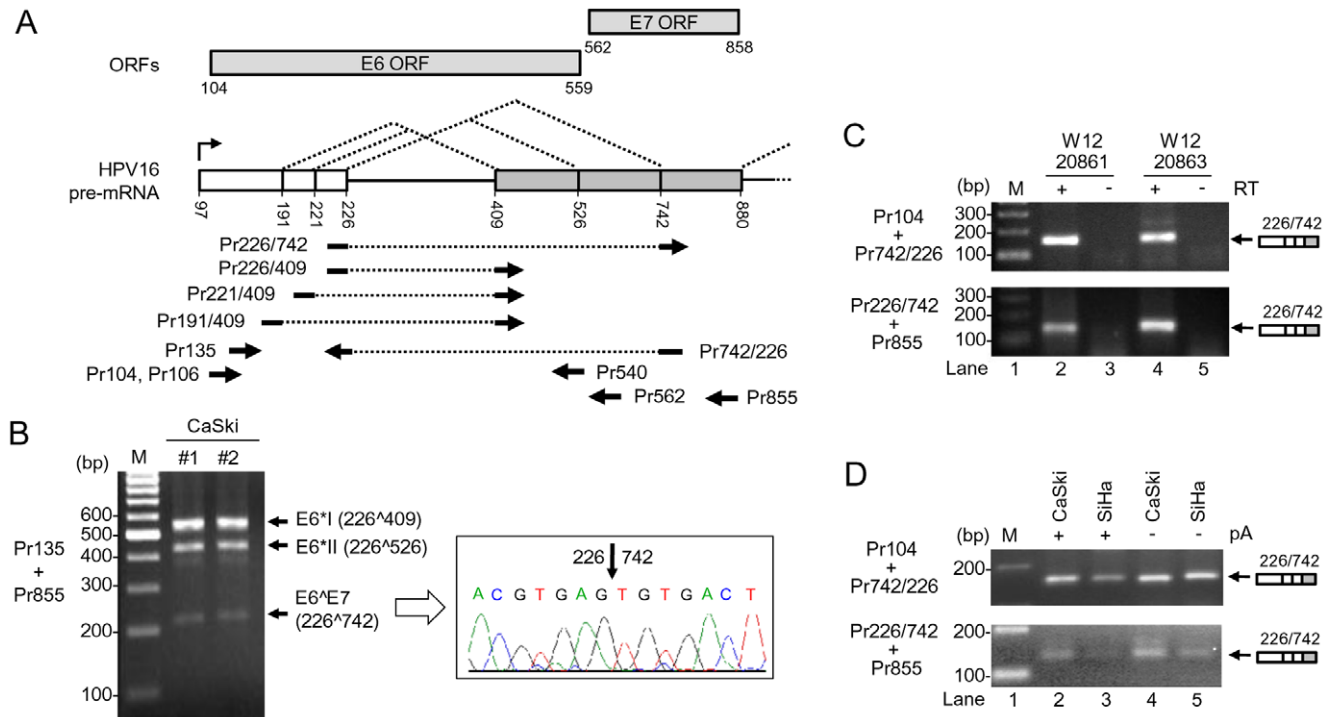 A
E7 ORF
562 858
ORFs
E6 ORF
104 559
HPV16
pre-mRNA
97 191 221 226 409 526 742 880
Pr226/742
Pr226/409
Pr221/409
Pr191/409
Pr135 Pr742/226
Pr104, Pr106 Pr540
Pr562 Pr855
B
CaSki
(bp) M #1 #2
600
500
400
300
200
100
Pr135
+
Pr855
E6*I (226^409)
E6*II (226^526)
E6^E7
(226^742)
226 742
A C G T G A G T G T G A C T
C
W12 W12
20861 20863
(bp) M + - + - RT
Pr104
+
Pr742/226
300
200
100
226/742
Pr226/742
+
Pr855
300
200
100
226/742
Lane 1 2 3 4 5
D
CaSki SiHa CaSki SiHa
(bp) M + + - - pA
Pr104
+
Pr742/226
200
226/742
Pr226/742
+
Pr855
200
100
226/742
Lane 1 2 3 4 5